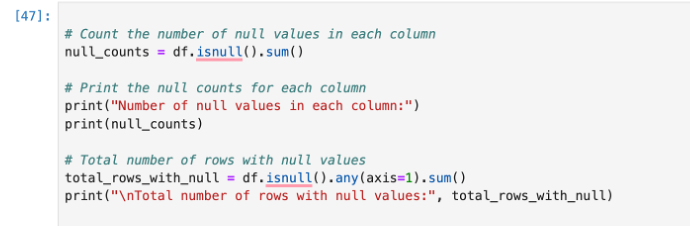 [47]:
# Count the number of null values in each column
null_counts = df.isnull().sum()
# Print the null counts for each column
print("Number of null values in each column:")
print(null_counts)
# Total number of rows with null values
total_rows_with_null = df.isnull().any(axis=1).sum()
print("\nTotal number of rows with null values:", total_rows_with_null)